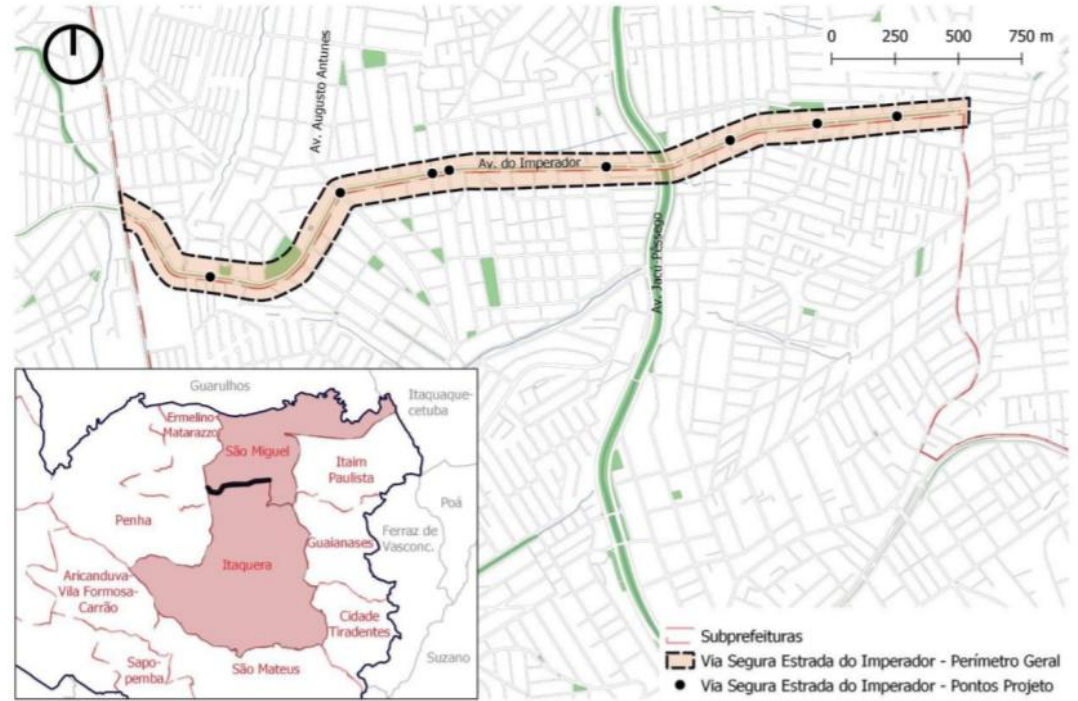 0 250 500 750 m
Av. Augusto Antunes
Av. do Imperador
Av. Jacú Pêssego
Guarulhos
Itaquaque-
cetuba
Ermelino
Matarazzo
São Miguel
Itaim
Paulista
Poá
Penha
Ferraz de
Vasconc.
Guaianases
Itaquera
Aricanduva-
Vila Formosa-
Carrão
Cidade
Tiradentes
Suzano
São Mateus
Sapo-
pemba
Subprefeituras
Via Segura Estrada do Imperador - Perímetro Geral
Via Segura Estrada do Imperador - Pontos Projeto